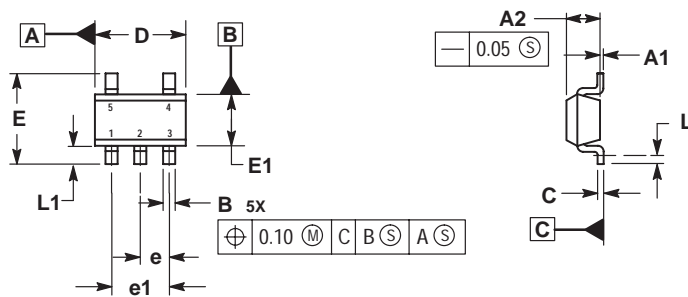 A
D
B
A2
— 0.05 Ⓢ
A1
E
5 4
1 2 3
L
L1
E1
B 5X
C
⌖ 0.10 Ⓜ C B Ⓢ A Ⓢ
C
e
e1